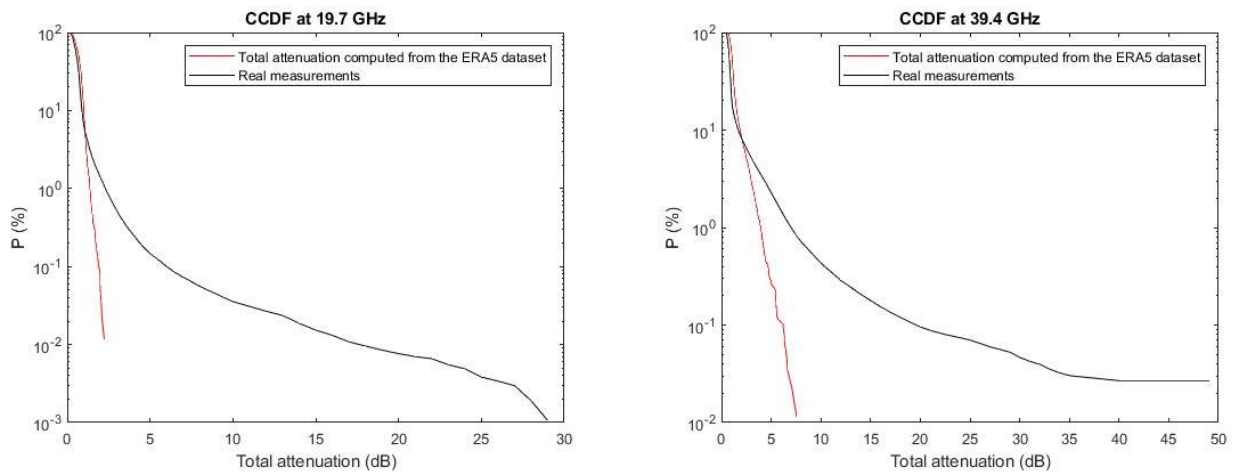 CCDF at 19.7 GHz
Total attenuation computed from the ERA5 dataset
Real measurements
P (%)
10^2
10^1
10^0
10^-1
10^-2
10^-3
0 5 10 15 20 25 30
Total attenuation (dB)
CCDF at 39.4 GHz
Total attenuation computed from the ERA5 dataset
Real measurements
P (%)
10^2
10^1
10^0
10^-1
10^-2
0 5 10 15 20 25 30 35 40 45 50
Total attenuation (dB)